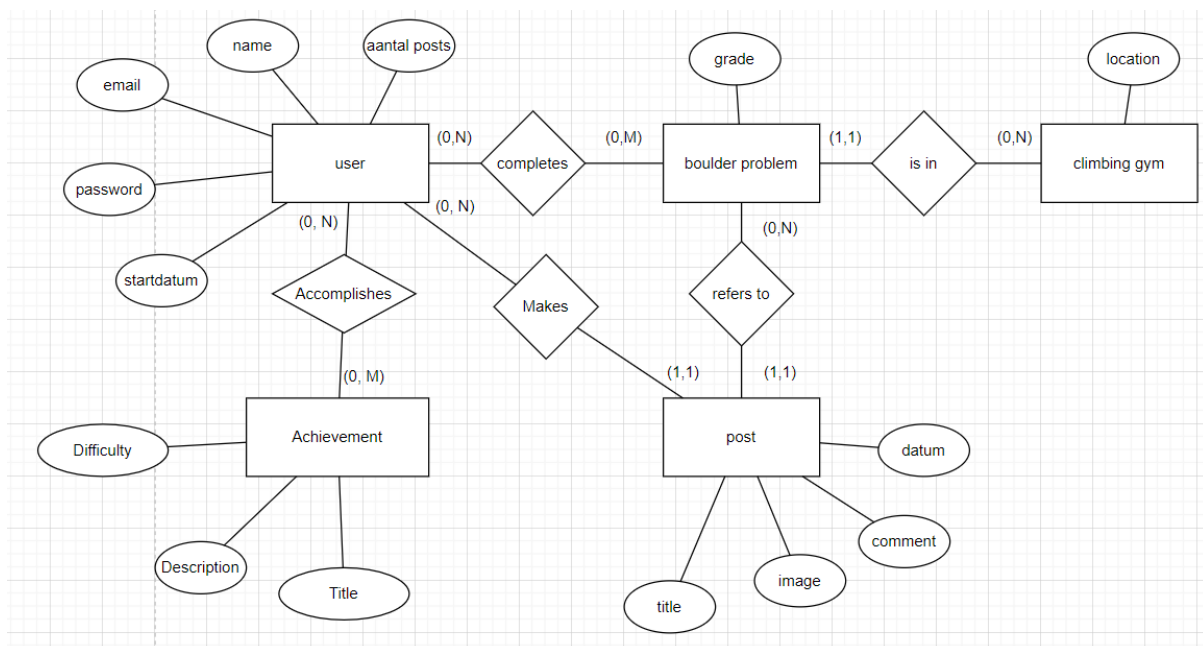 name
aantal posts
grade
location
email
(0,N)
(0,M)
(1,1)
(0,N)
user
completes
boulder problem
is in
climbing gym
password
(0, N)
(0, N)
(0,N)
startdatum
Accomplishes
Makes
refers to
(0, M)
(1,1)
(1,1)
Achievement
post
Difficulty
datum
comment
Description
image
Title
title